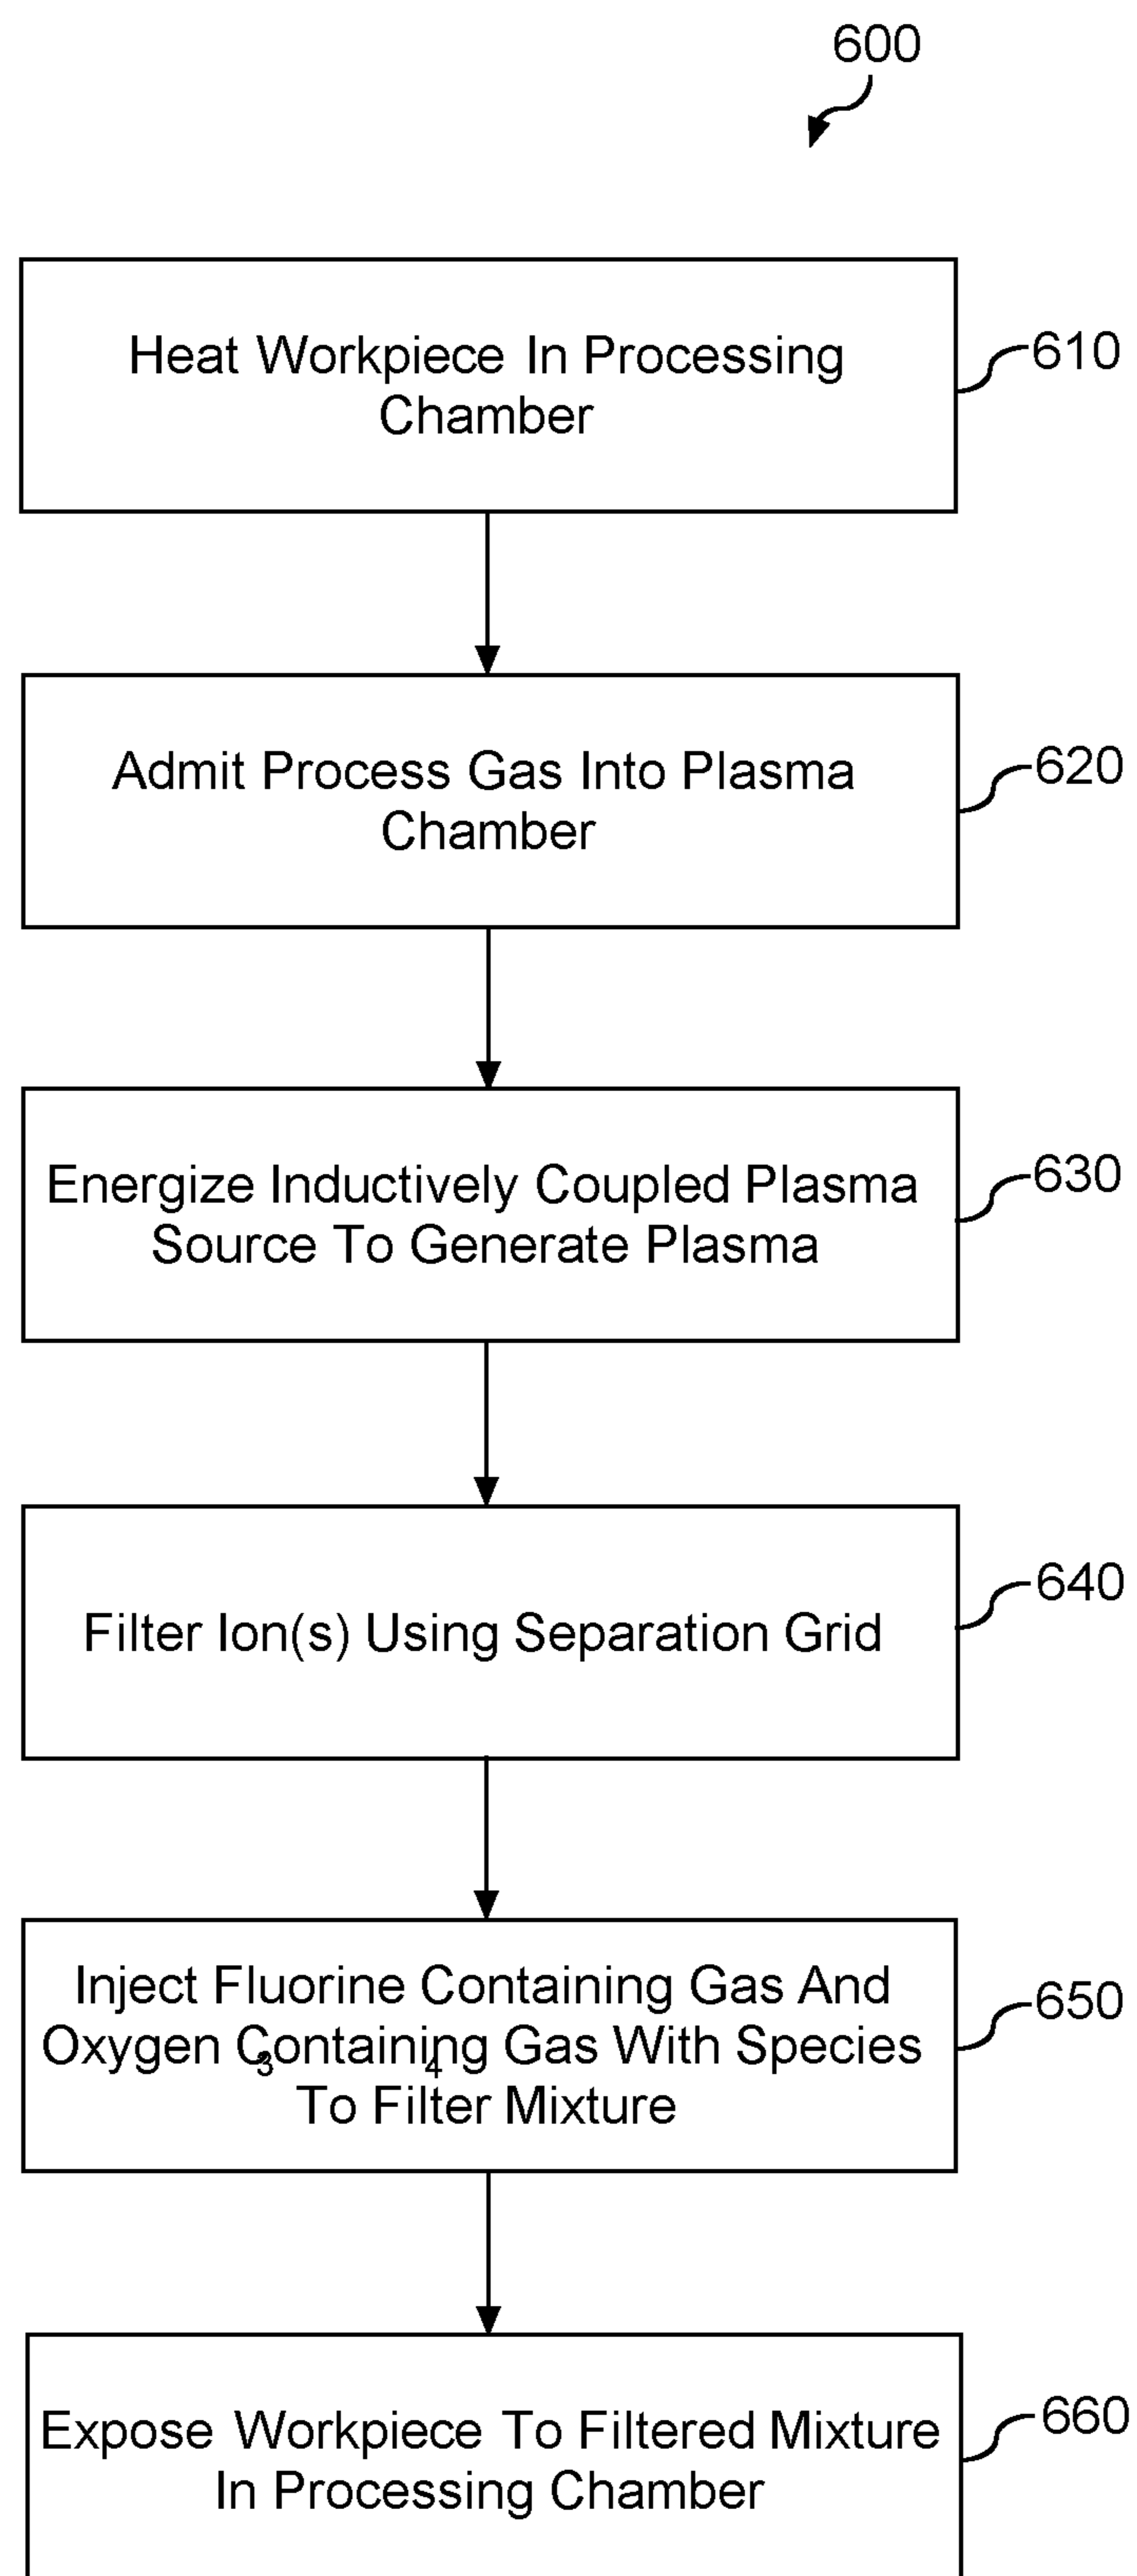 600
Heat Workpiece In Processing
Chamber
610
Admit Process Gas Into Plasma
Chamber
620
Energize Inductively Coupled Plasma
Source To Generate Plasma
630
Filter Ion(s) Using Separation Grid
640
Inject Fluorine Containing Gas And
Oxygen Containing Gas With Species
3 4
To Filter Mixture
650
Expose Workpiece To Filtered Mixture
In Processing Chamber
660